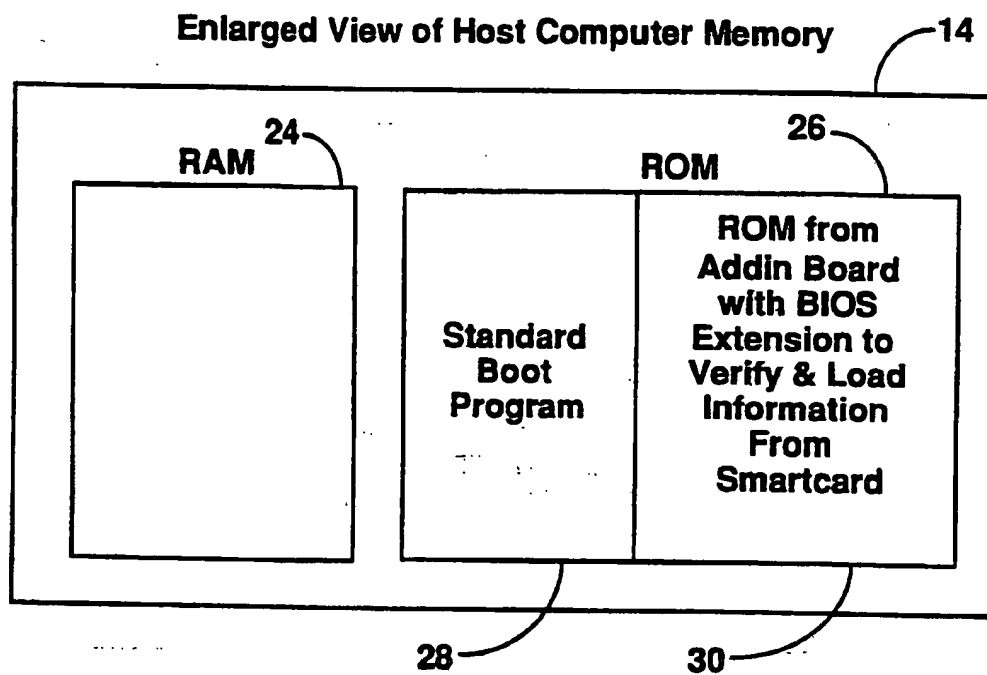 Enlarged View of Host Computer Memory
14
24
RAM
26
ROM
Standard
Boot
Program
ROM from
Addin Board
with BIOS
Extension to
Verify & Load
Information
From
Smartcard
28
30